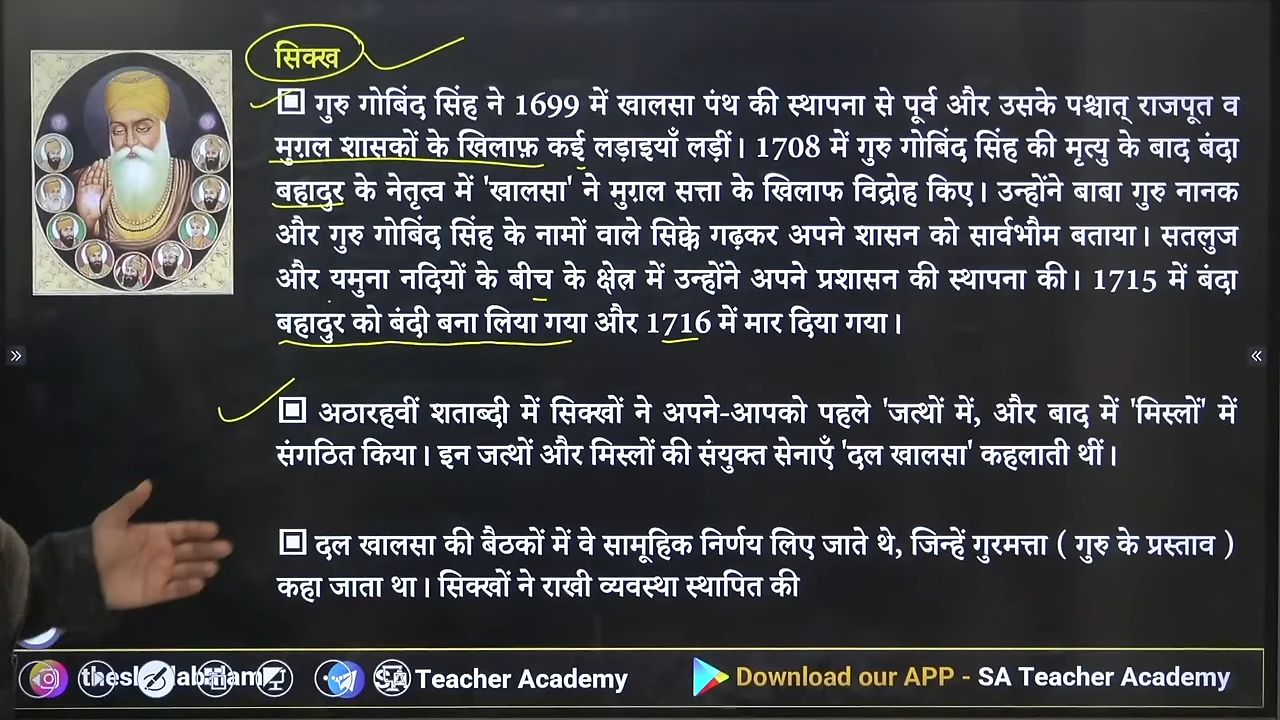 सिक्ख
गुरु गोबिंद सिंह ने 1699 में खालसा पंथ की स्थापना से पूर्व और उसके पश्चात् राजपूत व
मुग़ल शासकों के खिलाफ़ कई लड़ाइयाँ लड़ीं। 1708 में गुरु गोबिंद सिंह की मृत्यु के बाद बंदा
बहादुर के नेतृत्व में 'खालसा' ने मुग़ल सत्ता के खिलाफ विद्रोह किए। उन्होंने बाबा गुरु नानक
और गुरु गोबिंद सिंह के नामों वाले सिक्के गढ़कर अपने शासन को सार्वभौम बताया। सतलुज
और यमुना नदियों के बीच के क्षेत्र में उन्होंने अपने प्रशासन की स्थापना की। 1715 में बंदा
बहादुर को बंदी बना लिया गया और 1716 में मार दिया गया।
अठारहवीं शताब्दी में सिक्खों ने अपने-आपको पहले 'जत्थों में, और बाद में 'मिस्लों' में
संगठित किया। इन जत्थों और मिस्लों की संयुक्त सेनाएँ 'दल खालसा' कहलाती थीं।
दल खालसा की बैठकों में वे सामूहिक निर्णय लिए जाते थे, जिन्हें गुरमत्ता ( गुरु के प्रस्ताव )
कहा जाता था। सिक्खों ने राखी व्यवस्था स्थापित की
Teacher Academy
Download our APP - SA Teacher Academy